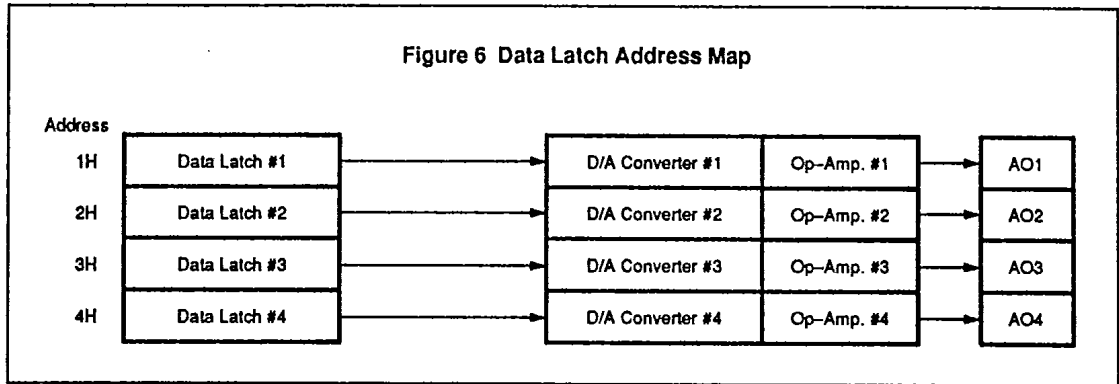 Figure 6 Data Latch Address Map
Address
1H Data Latch #1 D/A Converter #1 Op-Amp. #1 AO1
2H Data Latch #2 D/A Converter #2 Op-Amp. #2 AO2
3H Data Latch #3 D/A Converter #3 Op-Amp. #3 AO3
4H Data Latch #4 D/A Converter #4 Op-Amp. #4 AO4